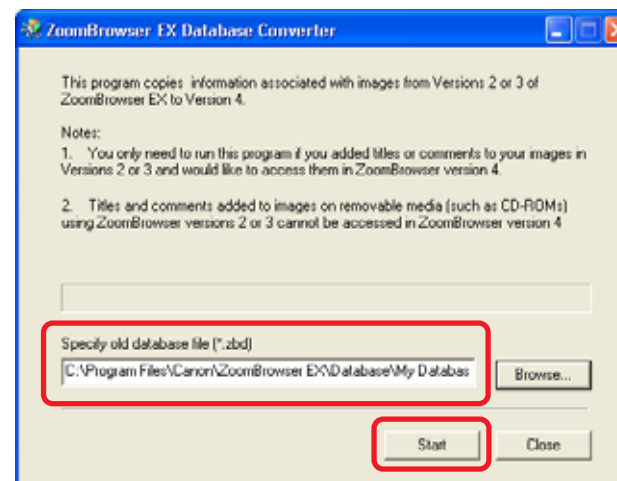 ZoomBrowser EX Database Converter
This program copies information associated with images from Versions 2 or 3 of
ZoomBrowser EX to Version 4.
Notes:
1. You only need to run this program if you added titles or comments to your images in
Versions 2 or 3 and would like to access them in ZoomBrowser version 4.
2. Titles and comments added to images on removable media (such as CD-ROMs)
using ZoomBrowser versions 2 or 3 cannot be accessed in ZoomBrowser version 4
Specify old database file (*.zbd)
C:\Program Files\Canon\ZoomBrowser EX\Database\My Databas
Browse...
Start
Close